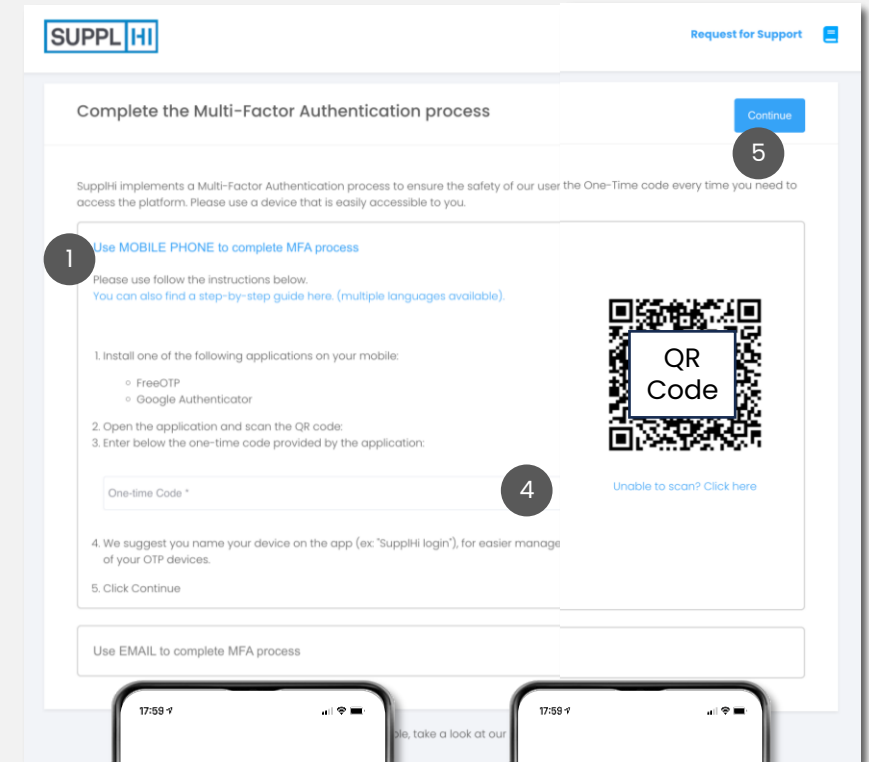 SUPPLHI
Request for Support
Complete the Multi-Factor Authentication process
Continue
5
SupplHi implements a Multi-Factor Authentication process to ensure the safety of our user the One-Time code every time you need to
access the platform. Please use a device that is easily accessible to you.
1
Use MOBILE PHONE to complete MFA process
Please use follow the instructions below.
You can also find a step-by-step guide here. (multiple languages available).
1. Install one of the following applications on your mobile:
FreeOTP
Google Authenticator
2. Open the application and scan the QR code:
3. Enter below the one-time code provided by the application:
QR
Code
One-time Code *
4
Unable to scan? Click here
4. We suggest you name your device on the app (ex: "SupplHi login"), for easier manage
of your OTP devices.
5. Click Continue
Use EMAIL to complete MFA process
17:59
17:59
take a look at our